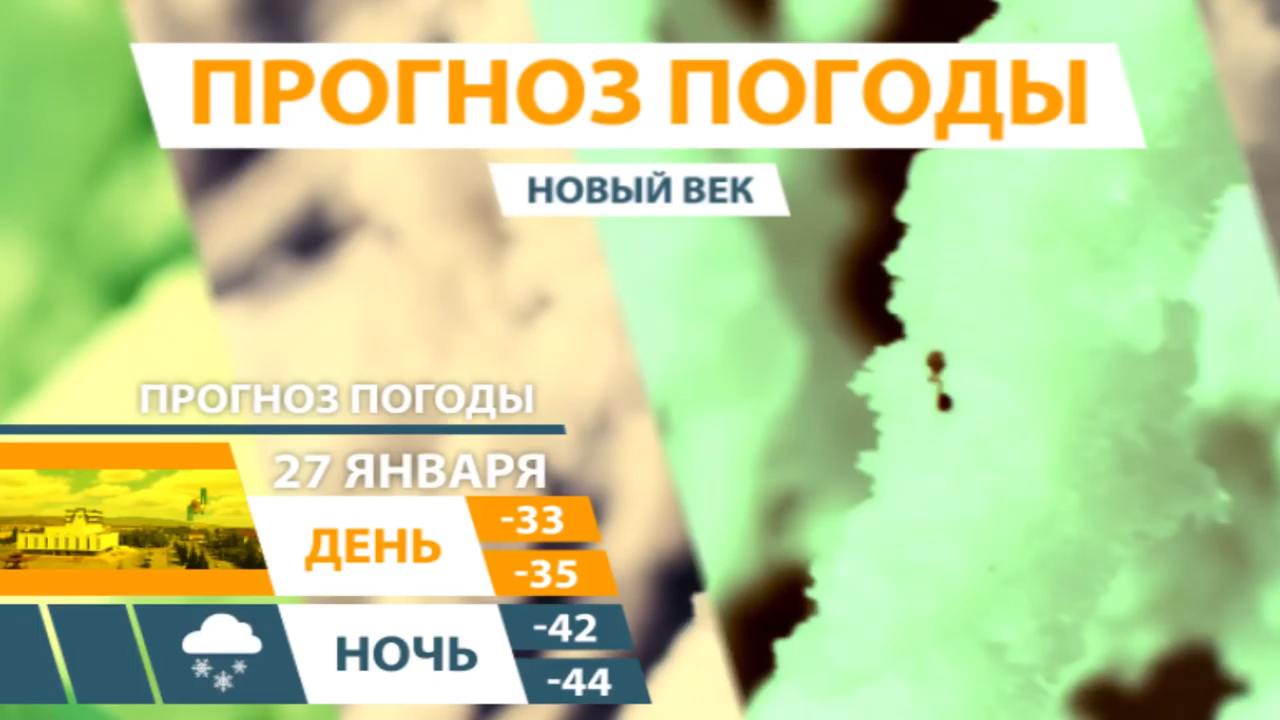 ПРОГНОЗ ПОГОДЫ
НОВЫЙ ВЕК
ПРОГНОЗ ПОГОДЫ
27 ЯНВАРЯ
ДЕНЬ
-33
-35
НОЧЬ
-42
-44